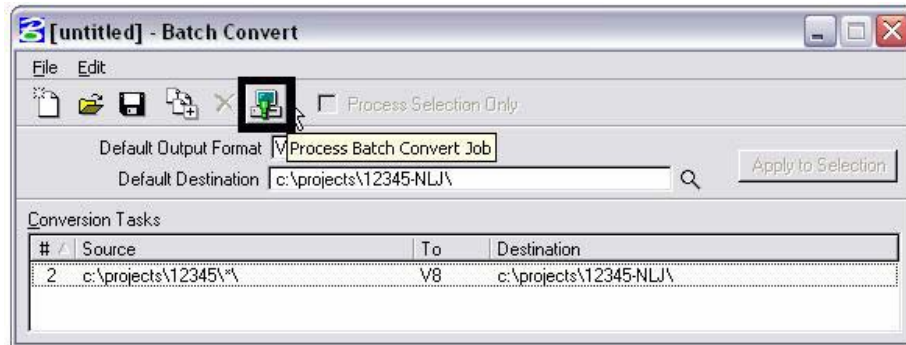 [untitled] - Batch Convert
File Edit
Process Selection Only
Default Output Format V
Process Batch Convert Job
Default Destination c:\projects\12345-NLJ\
Apply to Selection
Conversion Tasks
# Source To Destination
2 c:\projects\12345\*\ V8 c:\projects\12345-NLJ\